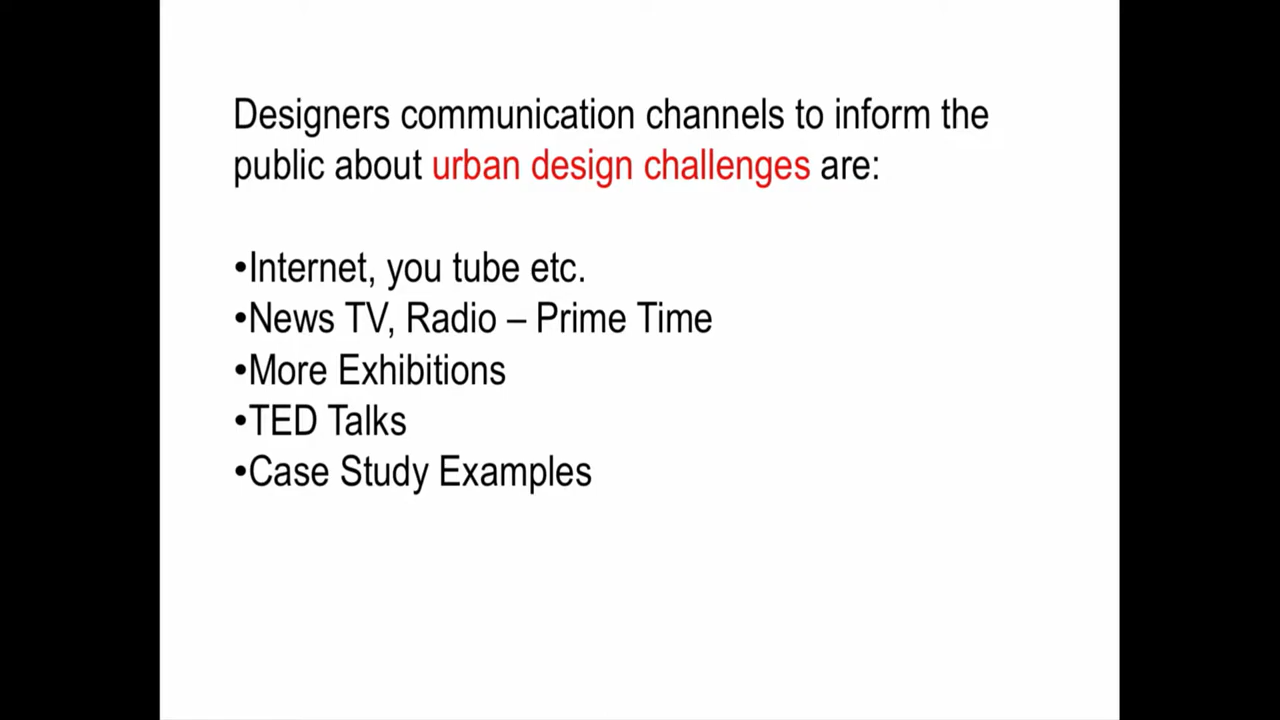 Designers communication channels to inform the
public about urban design challenges are:
•Internet, you tube etc.
•News TV, Radio – Prime Time
•More Exhibitions
•TED Talks
•Case Study Examples